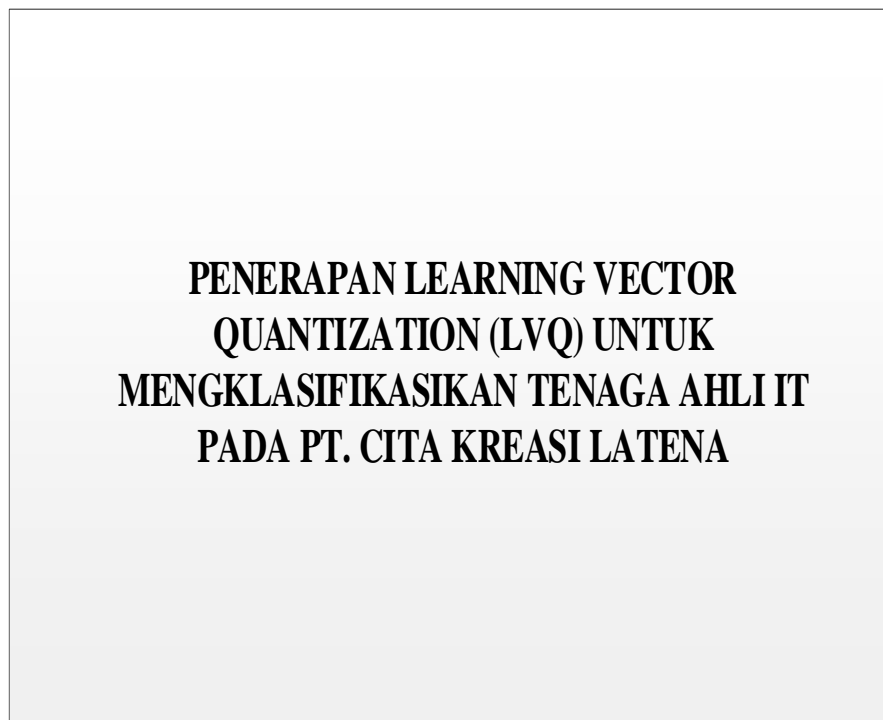 PENERAPAN LEARNING VECTOR
QUANTIZATION (LVQ) UNTUK
MENGKLASIFIKASIKAN TENAGA AHLI IT
PADA PT. CITA KREASI LATENA